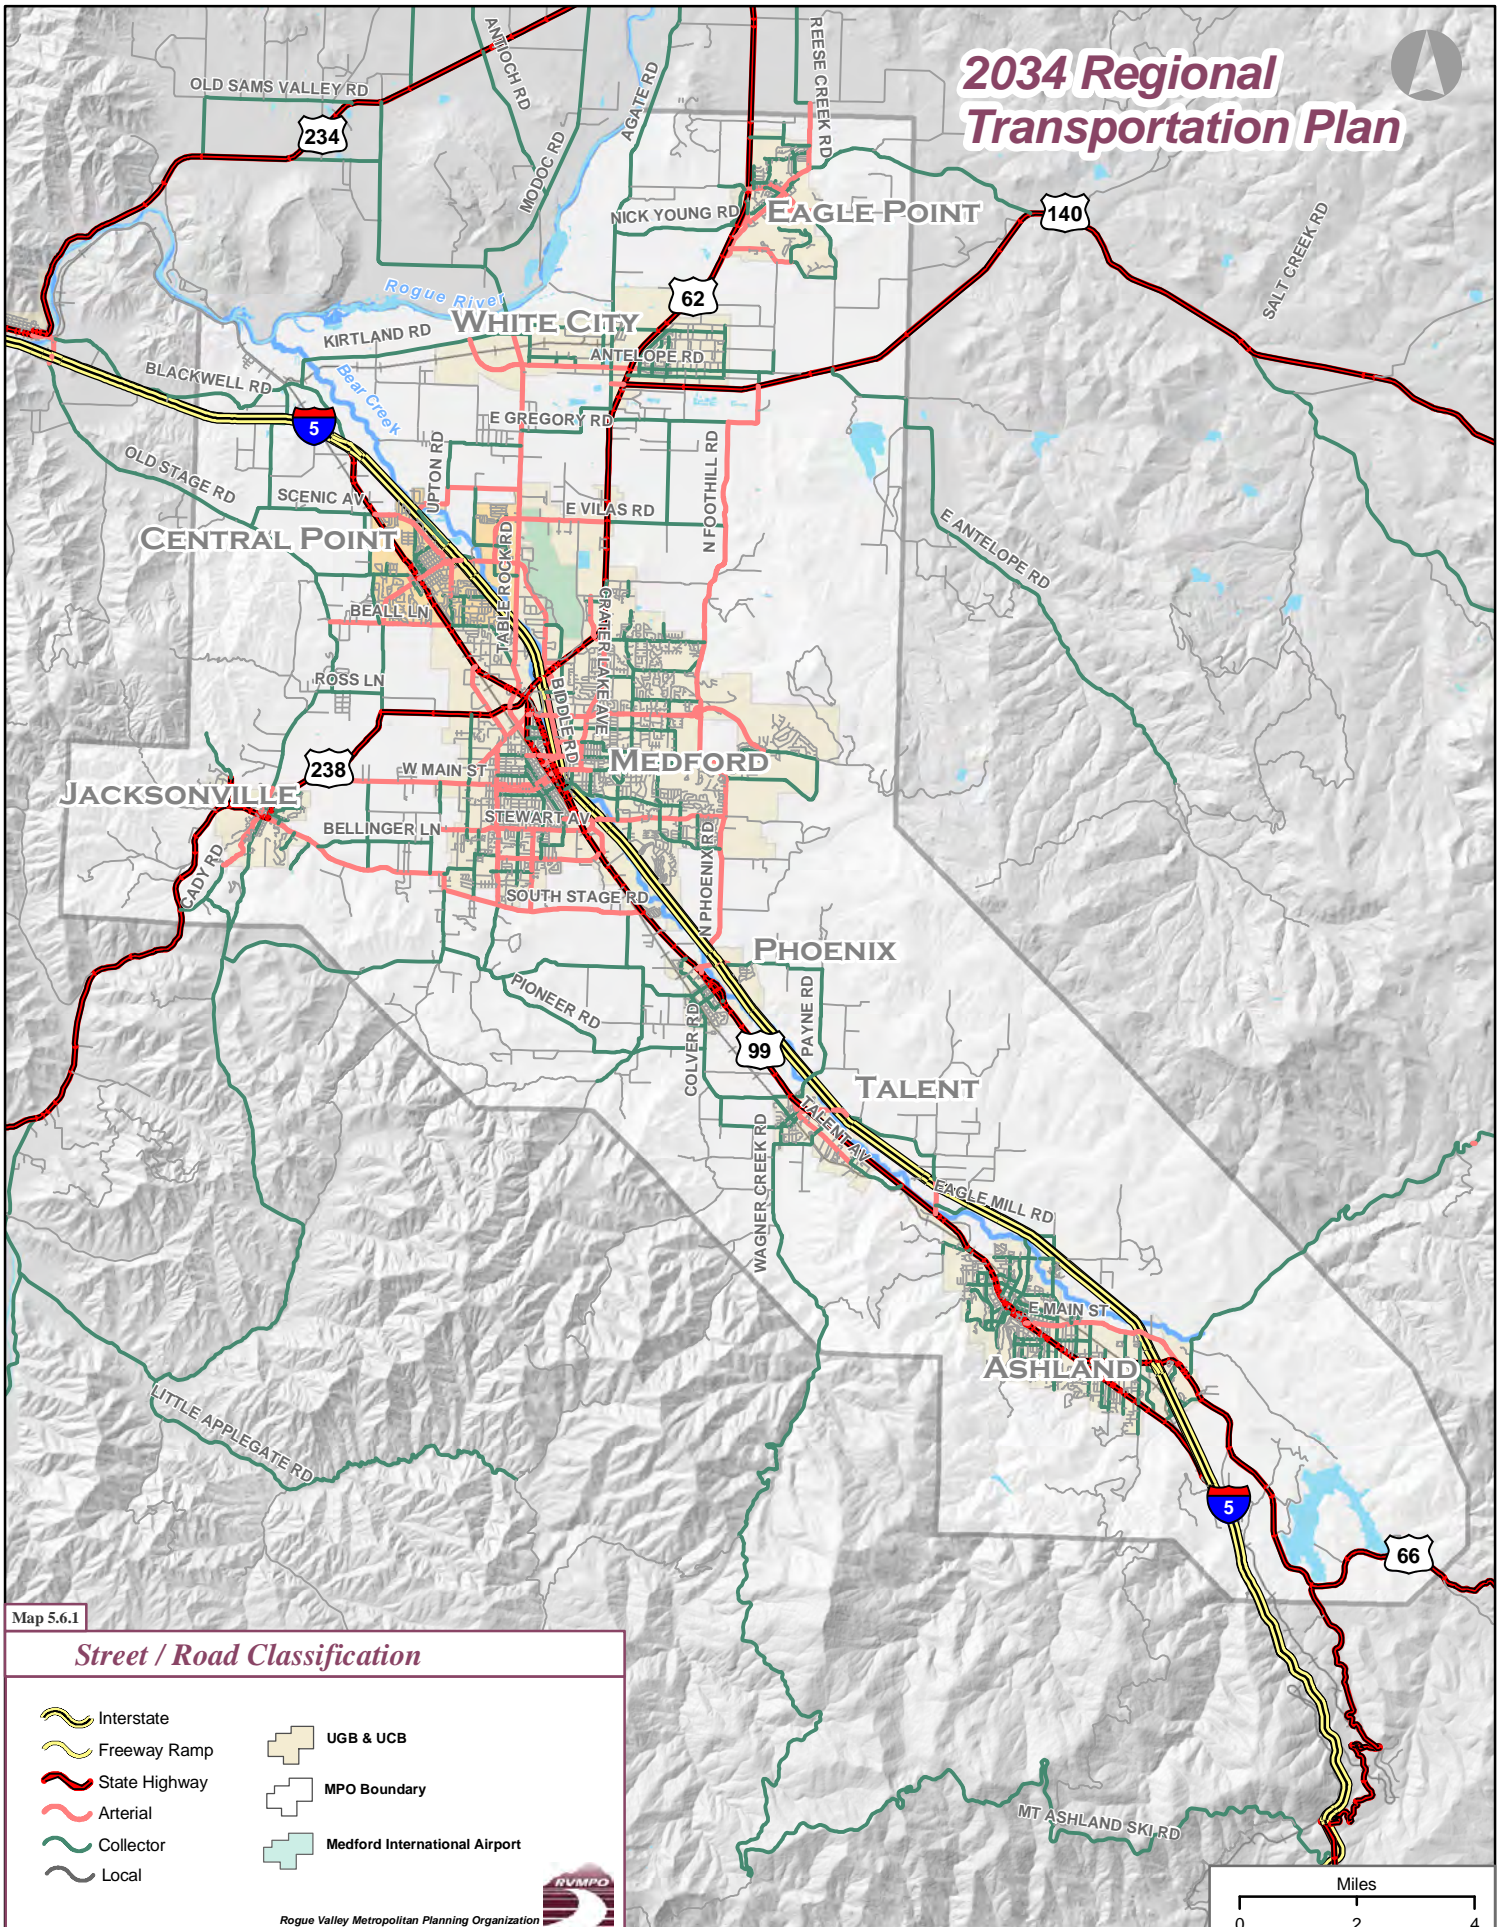 2034 Regional
Transportation Plan
OLD SAMS VALLEY RD
ANTIOCH RD
MODOC RD
AGATE RD
REESE CREEK RD
234
NICK YOUNG RD
EAGLE POINT
140
SALT CREEK RD
62
Rogue River
WHITE CITY
KIRTLAND RD
ANTELOPE RD
BLACKWELL RD
Bear Creek
5
E GREGORY RD
UPTON RD
N FOOTHILL RD
OLD STAGE RD
SCENIC AV
E VILAS RD
CENTRAL POINT
TABLE ROCK RD
E ANTELOPE RD
BEALL LN
CRATER LAKE AVE
ROSS LN
BIDDLE RD
238
W MAIN ST
MEDFORD
JACKSONVILLE
BELLINGER LN
STEWART AV
CADY RD
N PHOENIX RD
SOUTH STAGE RD
PHOENIX
PIONEER RD
PAYNE RD
COLVER RD
99
TALENT
TALENT AV
WAGNER CREEK RD
EAGLE MILL RD
E MAIN ST
ASHLAND
LITTLE APPLEGATE RD
5
66
MT ASHLAND SKI RD
Map 5.6.1
Street / Road Classification
Interstate
Freeway Ramp
State Highway
Arterial
Collector
Local
UGB & UCB
MPO Boundary
Medford International Airport
RVMPO
Rogue Valley Metropolitan Planning Organization
Miles
0 2 4